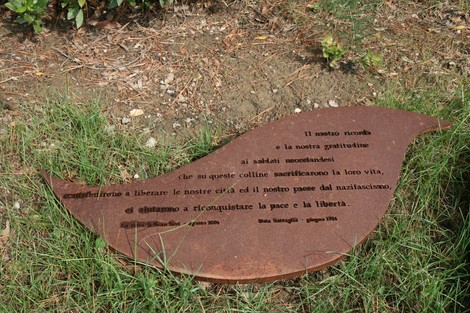 Il nostro ricordo
e la nostra gratitudine
ai soldati neozelandesi
che su queste colline sacrificarono la loro vita,
contribuirono a liberare le nostre città ed il nostro paese dal nazifascismo,
ci aiutarono a riconquistare la pace e la libertà.